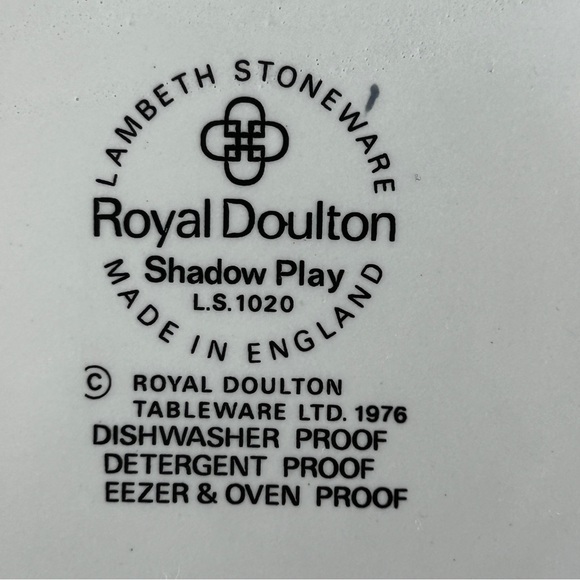 LAMBETH STONEWARE
Royal Doulton
Shadow Play
L.S.1020
MADE IN ENGLAND
© ROYAL DOULTON
TABLEWARE LTD. 1976
DISHWASHER PROOF
DETERGENT PROOF
EEZER & OVEN PROOF